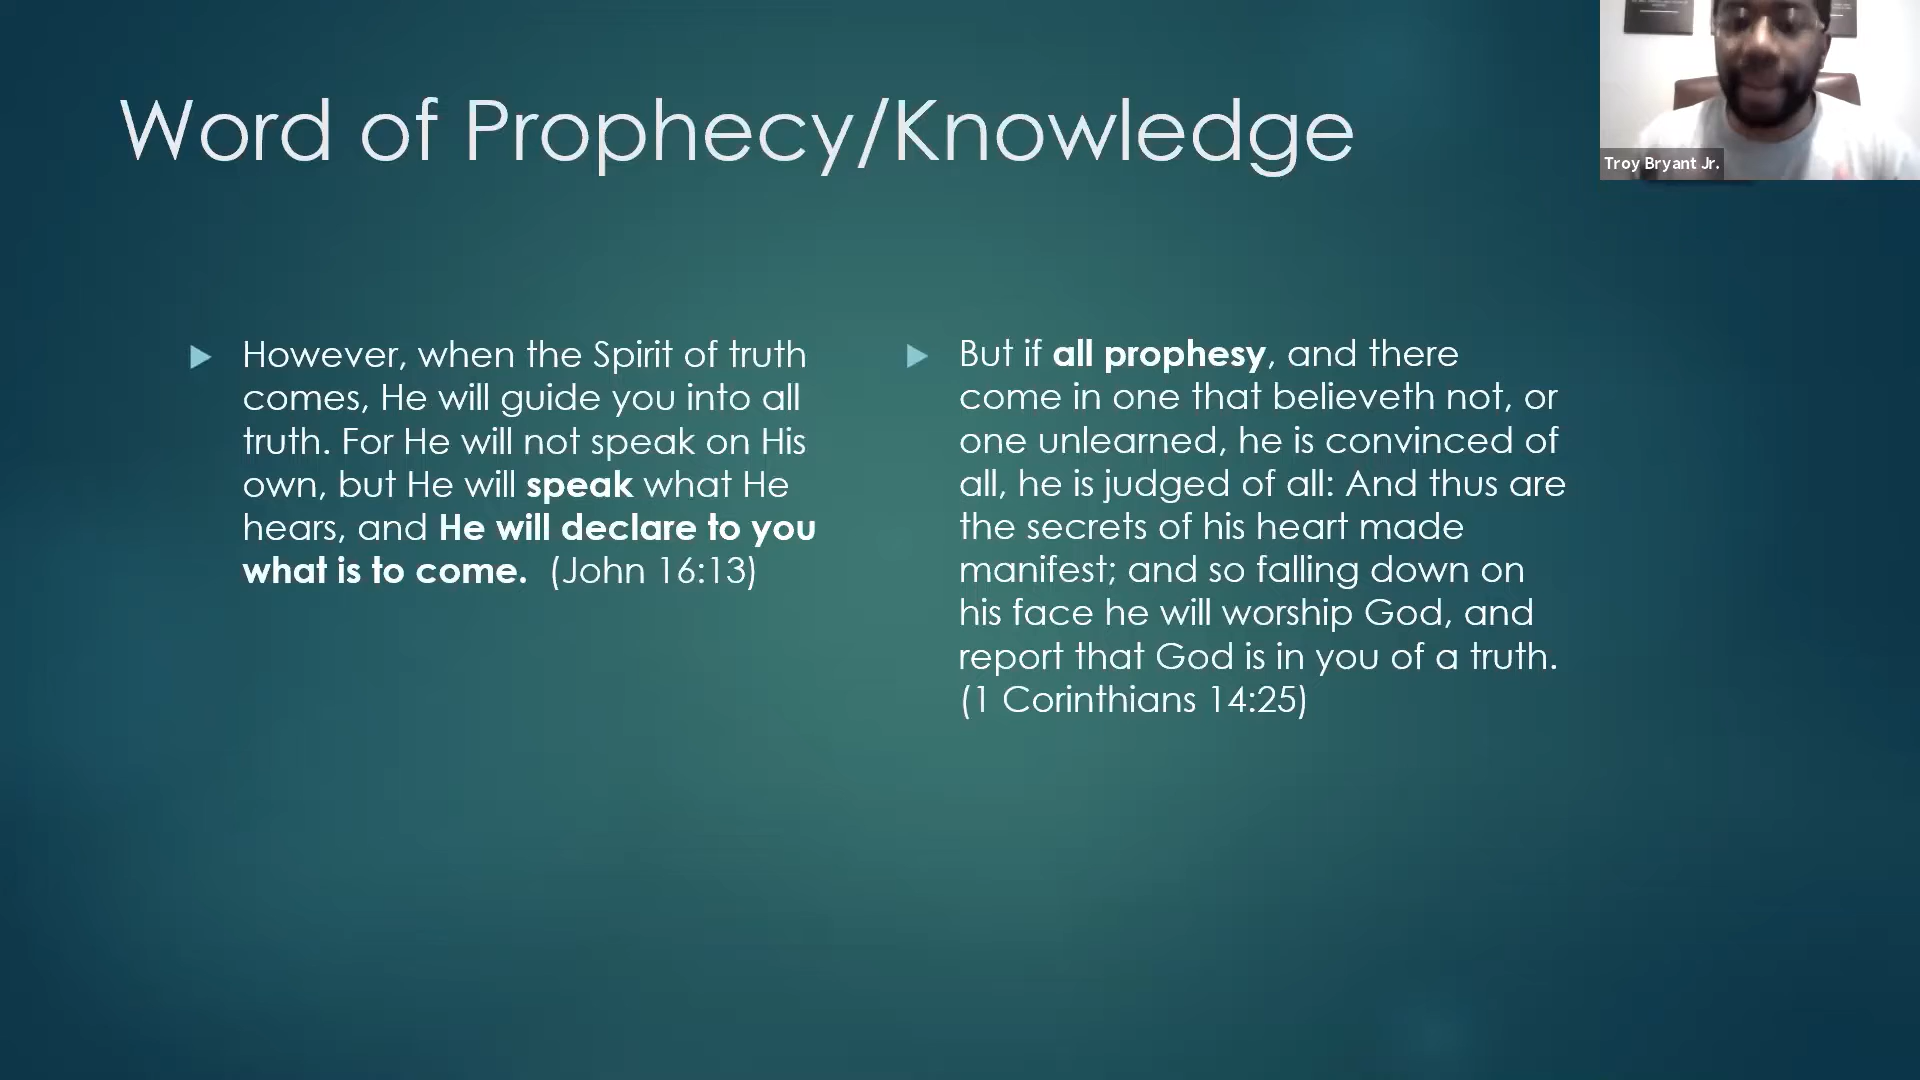 Word of Prophecy/Knowledge
However, when the Spirit of truth
comes, He will guide you into all
truth. For He will not speak on His
own, but He will speak what He
hears, and He will declare to you
what is to come. (John 16:13)
But if all prophesy, and there
come in one that believeth not, or
one unlearned, he is convinced of
all, he is judged of all: And thus are
the secrets of his heart made
manifest; and so falling down on
his face he will worship God, and
report that God is in you of a truth.
(1 Corinthians 14:25)
Troy Bryant Jr.